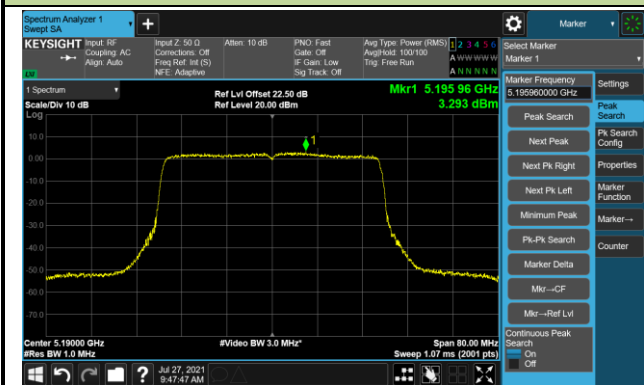 Spectrum Analyzer 1
Swept SA
Marker
KEYSIGHT
Input: RF
Coupling: AC
Align: Auto
Input Z: 50 Ω
Corrections: Off
Freq Ref: Int (S)
NFE: Adaptive
Atten: 10 dB
PNO: Fast
Gate: Off
IF Gain: Low
Sig Track: Off
Avg Type: Power (RMS)
Avg|Hold: 100/100
Trig: Free Run
1 2 3 4 5 6
A W W W W W
A N N N N N
Select Marker
Marker 1
1 Spectrum
Scale/Div 10 dB
Log
Ref Lvl Offset 22.50 dB
Ref Level 20.00 dBm
Mkr1 5.195 96 GHz
3.293 dBm
10.0
0.00
-10.0
-20.0
-30.0
-40.0
-50.0
-60.0
-70.0
1
Center 5.19000 GHz
#Res BW 1.0 MHz
#Video BW 3.0 MHz*
Span 80.00 MHz
Sweep 1.07 ms (2001 pts)
Marker Frequency
5.195960000 GHz
Peak Search
Next Peak
Next Pk Right
Next Pk Left
Minimum Peak
Pk-Pk Search
Marker Delta
Mkr→CF
Mkr→Ref Lvl
Continuous Peak
Search
On
Off
Settings
Peak
Search
Pk Search
Config
Properties
Marker
Function
Marker→
Counter
?
Jul 27, 2021
9:47:47 AM